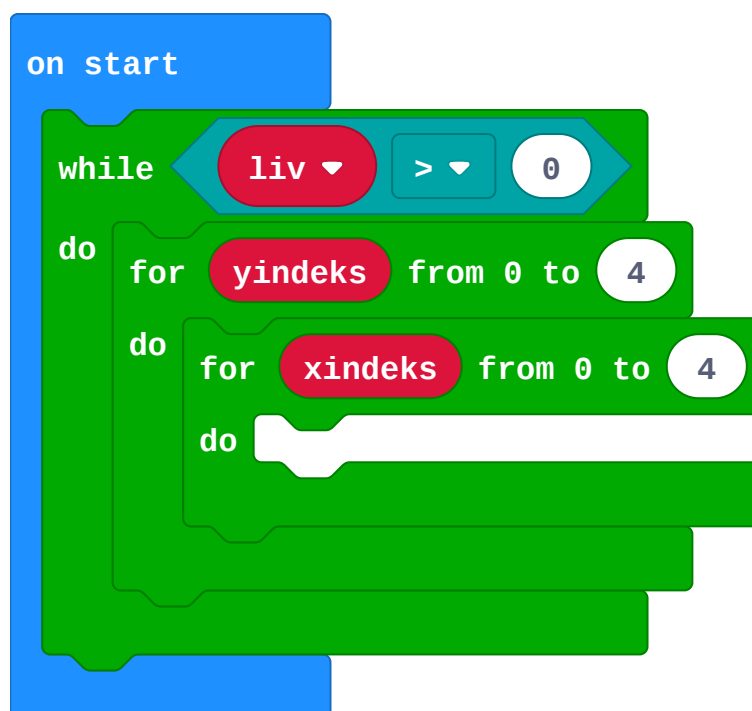 on start
while liv > 0
do
for yindeks from 0 to 4
do
for xindeks from 0 to 4
do